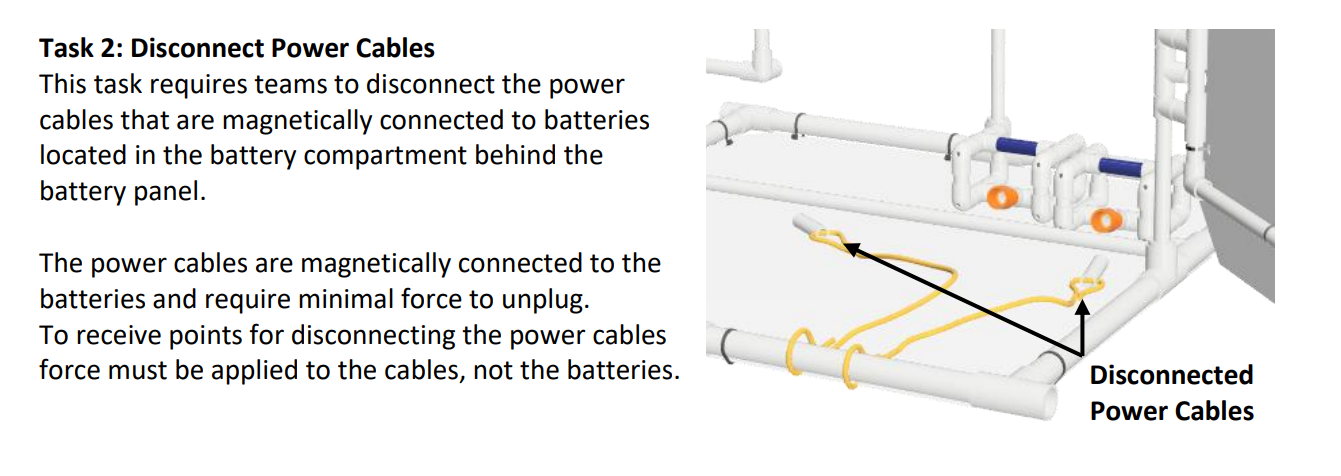 Task 2: Disconnect Power Cables
This task requires teams to disconnect the power
cables that are magnetically connected to batteries
located in the battery compartment behind the
battery panel.
The power cables are magnetically connected to the
batteries and require minimal force to unplug.
To receive points for disconnecting the power cables
force must be applied to the cables, not the batteries.
Disconnected
Power Cables